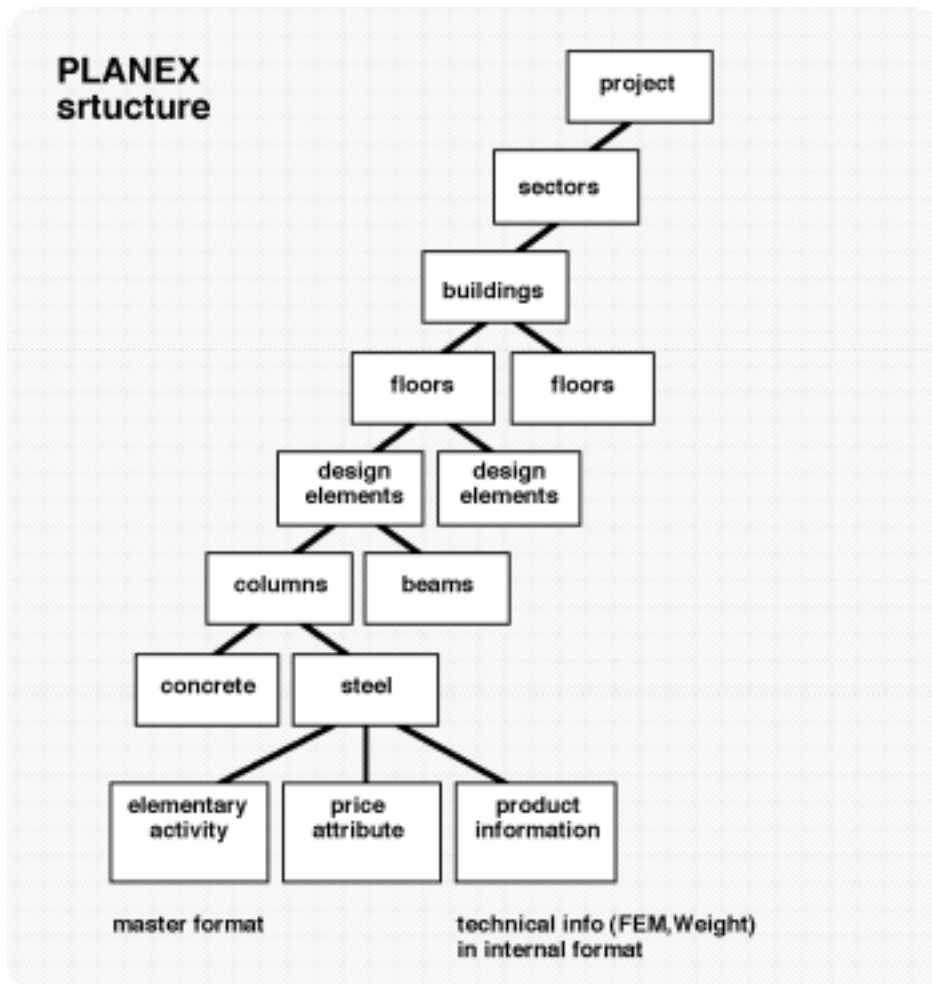 PLANEX
srtucture
project
sectors
buildings
floors
floors
design
elements
design
elements
columns
beams
concrete
steel
elementary
activity
price
attribute
product
information
master format
technical info (FEM,Weight)
in internal format